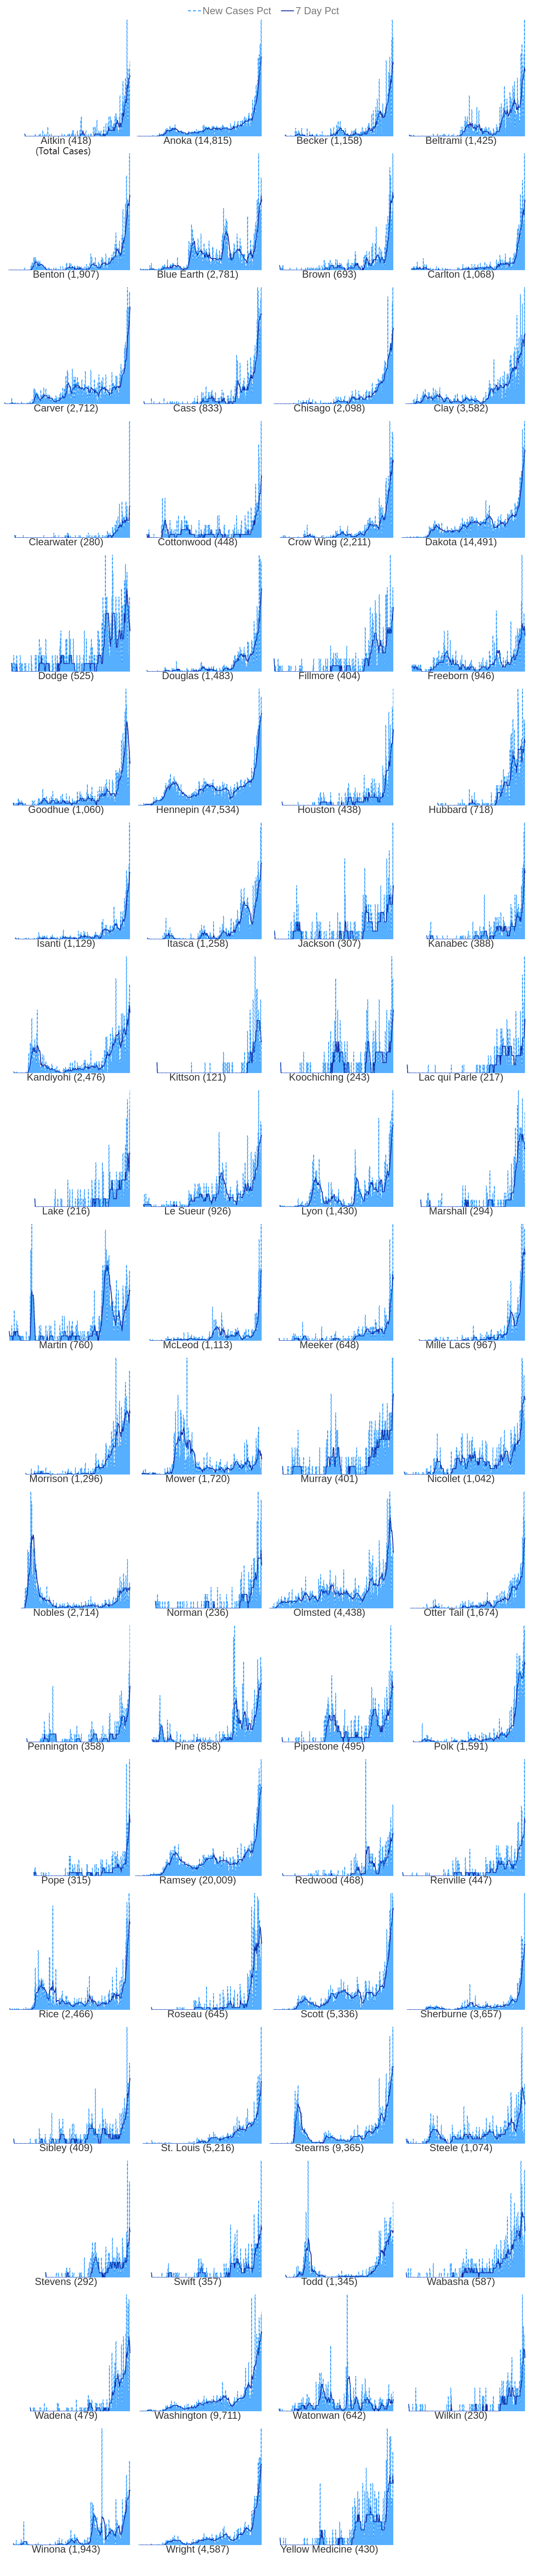 New Cases Pct 7 Day Pct
Aitkin (418) Anoka (14,815) Becker (1,158) Beltrami (1,425)
(Total Cases)
Benton (1,907) Blue Earth (2,781) Brown (693) Carlton (1,068)
Carver (2,712) Cass (833) Chisago (2,098) Clay (3,582)
Clearwater (280) Cottonwood (448) Crow Wing (2,211) Dakota (14,491)
Dodge (525) Douglas (1,483) Fillmore (404) Freeborn (946)
Goodhue (1,060) Hennepin (47,534) Houston (438) Hubbard (718)
Isanti (1,129) Itasca (1,258) Jackson (307) Kanabec (388)
Kandiyohi (2,476) Kittson (121) Koochiching (243) Lac qui Parle (217)
Lake (216) Le Sueur (926) Lyon (1,430) Marshall (294)
Martin (760) McLeod (1,113) Meeker (648) Mille Lacs (967)
Morrison (1,296) Mower (1,720) Murray (401) Nicollet (1,042)
Nobles (2,714) Norman (236) Olmsted (4,438) Otter Tail (1,674)
Pennington (358) Pine (858) Pipestone (495) Polk (1,591)
Pope (315) Ramsey (20,009) Redwood (468) Renville (447)
Rice (2,466) Roseau (645) Scott (5,336) Sherburne (3,657)
Sibley (409) St. Louis (5,216) Stearns (9,365) Steele (1,074)
Stevens (292) Swift (357) Todd (1,345) Wabasha (587)
Wadena (479) Washington (9,711) Watonwan (642) Wilkin (230)
Winona (1,943) Wright (4,587) Yellow Medicine (430)